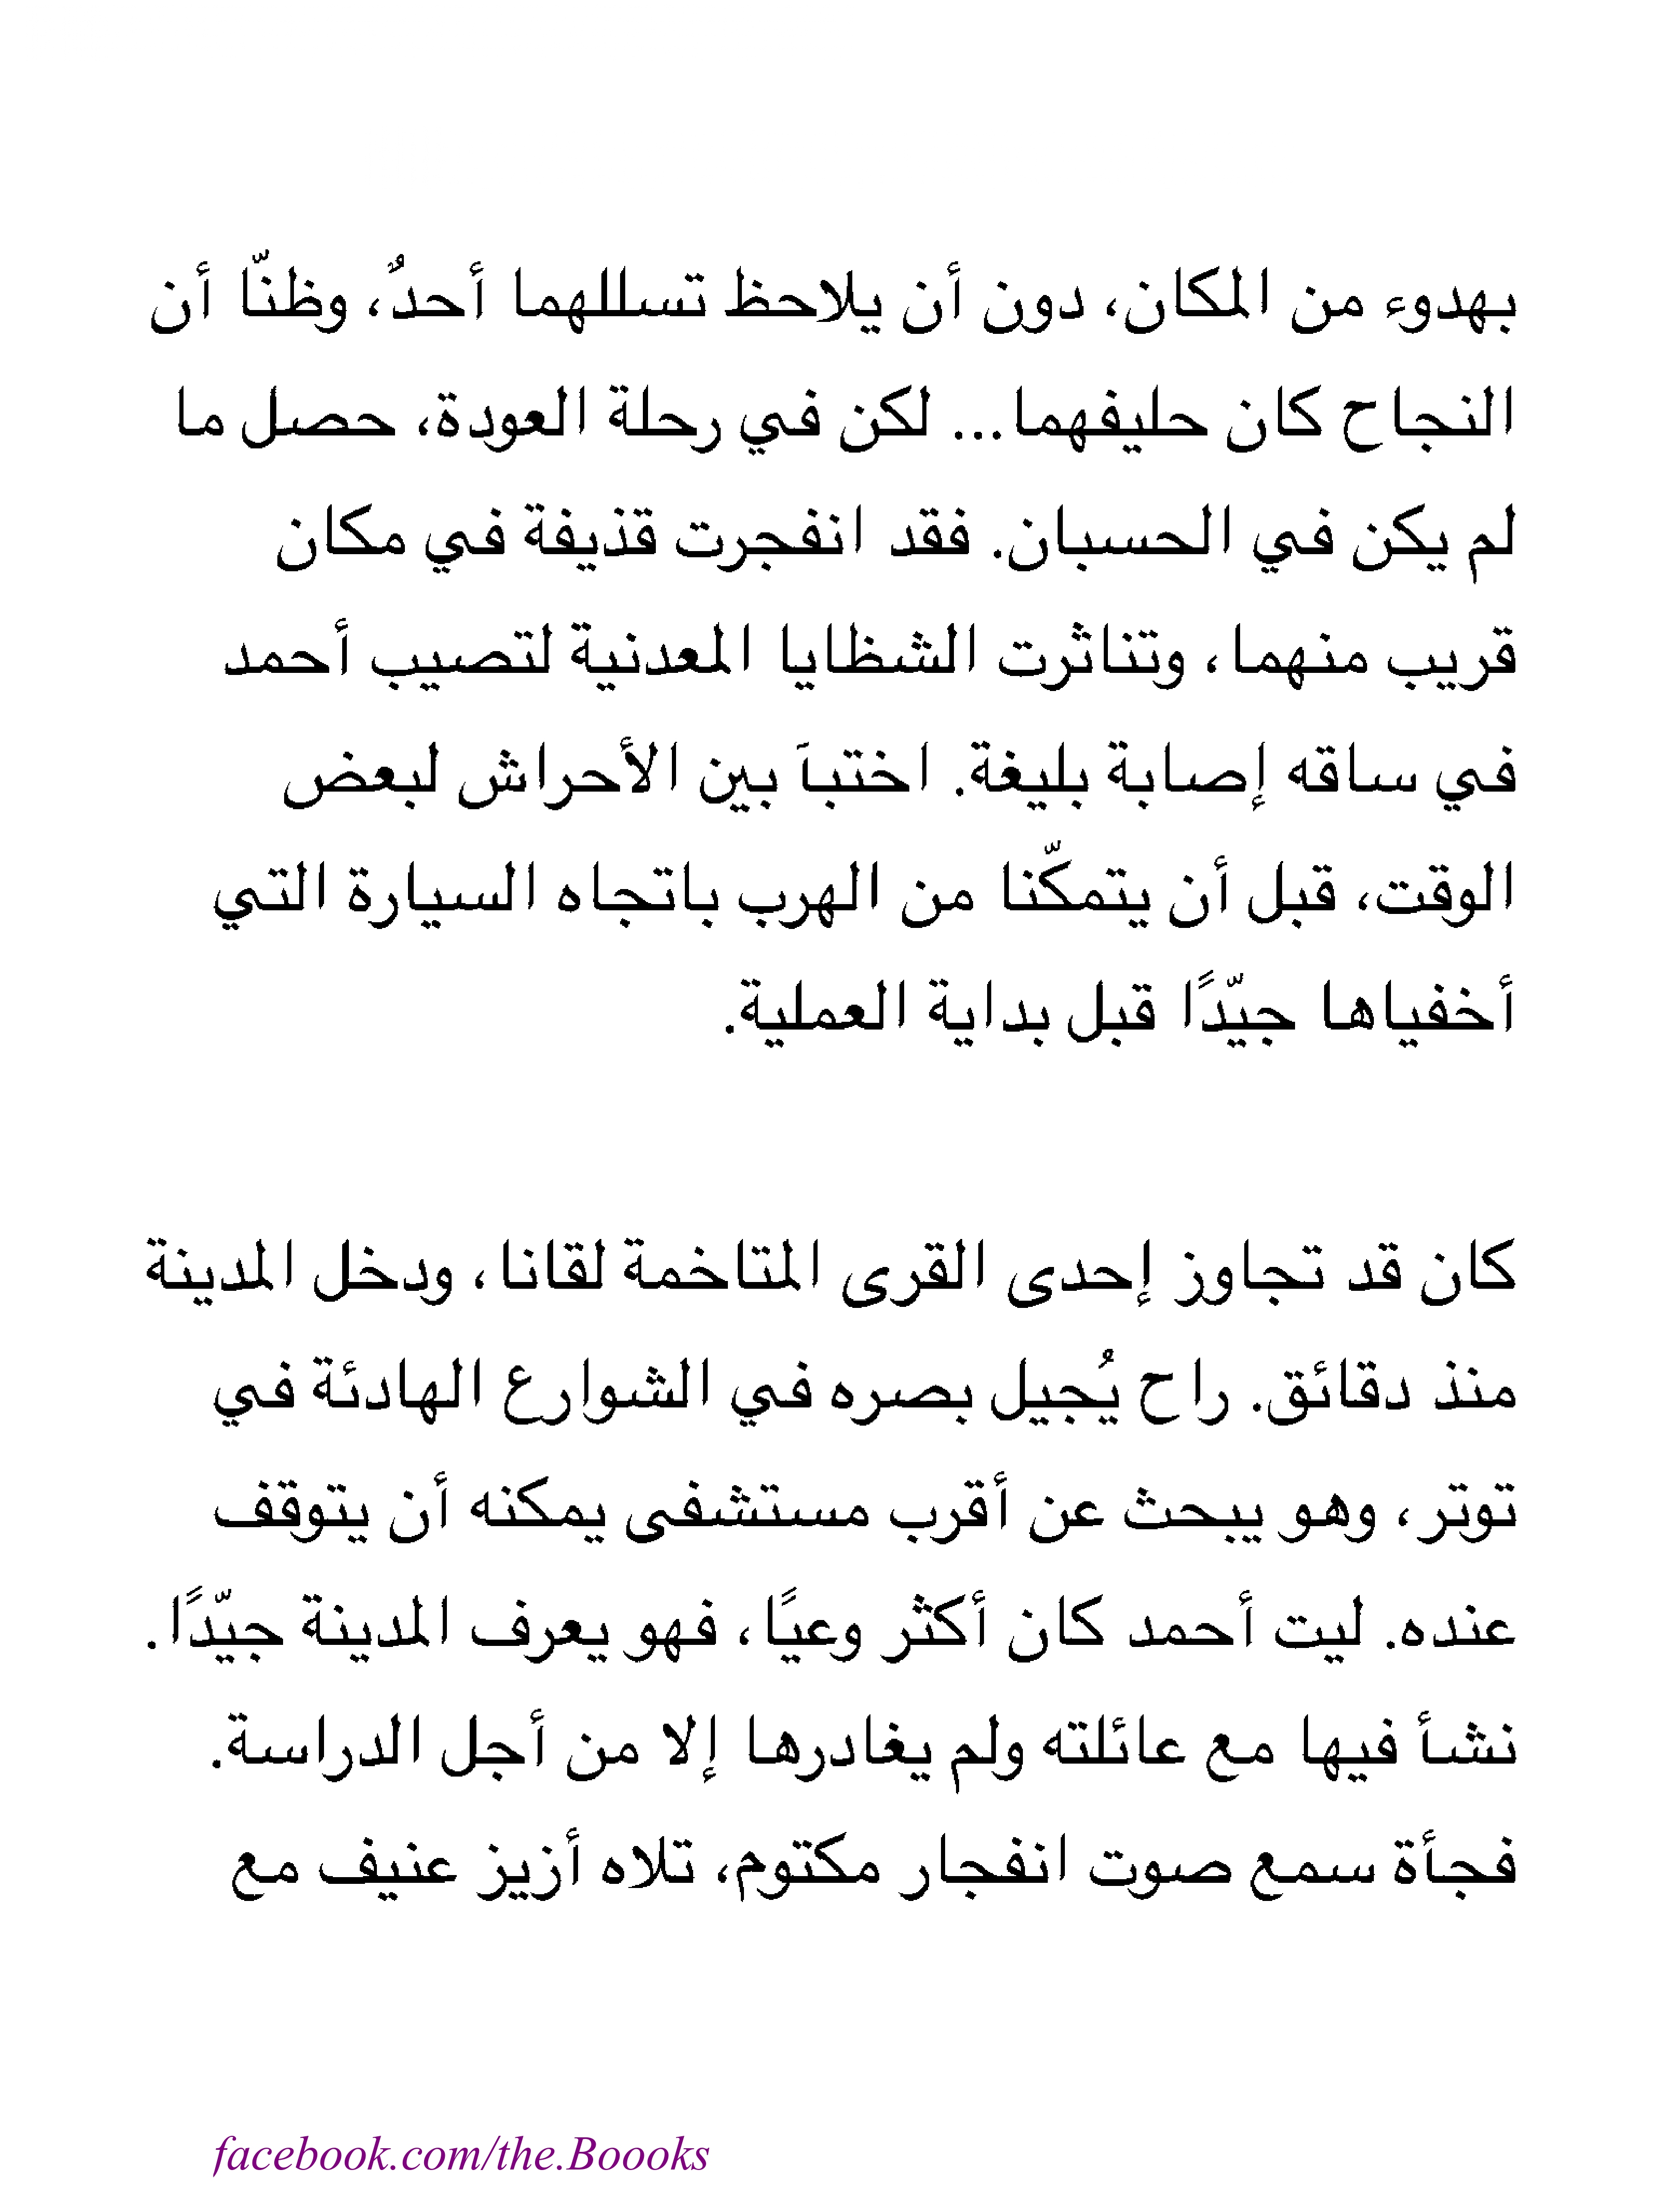 بهدوء من المكان، دون أن يلاحظ تسللهما أحدٌ، وظنّا أن
النجاح كان حليفهما... لكن في رحلة العودة، حصل ما
لم يكن في الحسبان. فقد انفجرت قذيفة في مكان
قريب منهما، وتناثرت الشظايا المعدنية لتصيب أحمد
في ساقه إصابة بليغة. اختبآ بين الأحراش لبعض
الوقت، قبل أن يتمكّنا من الهرب باتجاه السيارة التي
أخفياها جيّدًا قبل بداية العملية.
كان قد تجاوز إحدى القرى المتاخمة لقانا، ودخل المدينة
منذ دقائق. راح يُجيل بصره في الشوارع الهادئة في
توتر، وهو يبحث عن أقرب مستشفى يمكنه أن يتوقف
عنده. ليت أحمد كان أكثر وعيًا، فهو يعرف المدينة جيّدًا.
نشأ فيها مع عائلته ولم يغادرها إلا من أجل الدراسة.
فجأة سمع صوت انفجار مكتوم، تلاه أزيز عنيف مع
facebook.com/the.Boooks